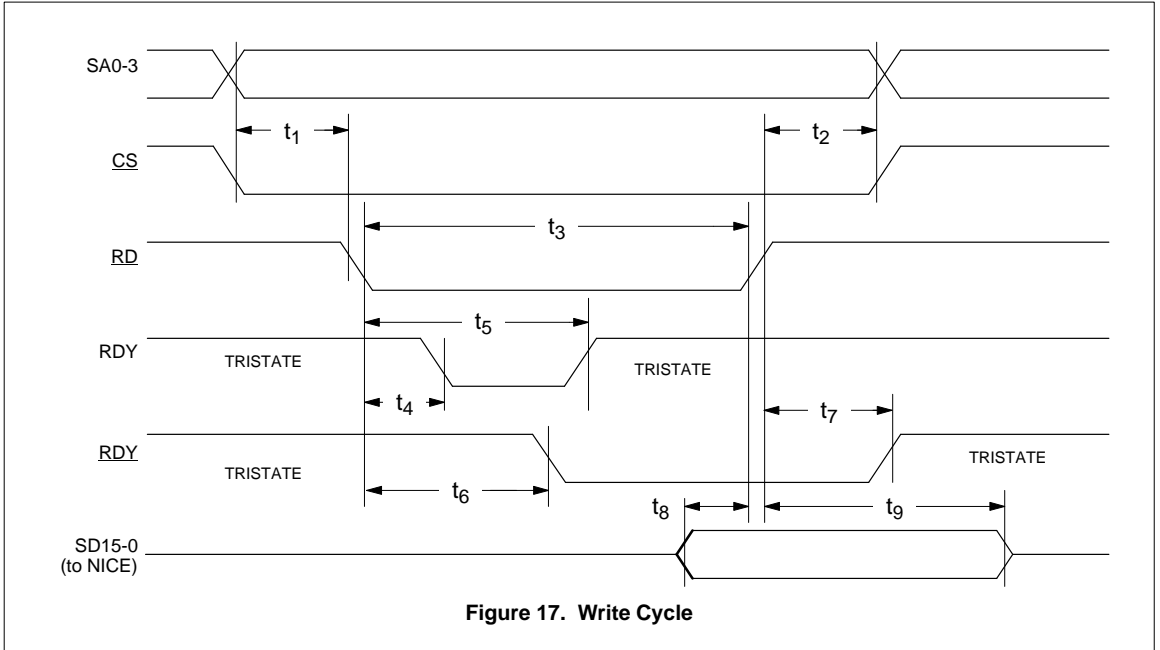 SA0-3
t1
t2
CS
t3
RD
t5
RDY
TRISTATE
TRISTATE
t4
t7
RDY
TRISTATE
TRISTATE
t6
t8
t9
SD15-0
(to NICE)
Figure 17. Write Cycle